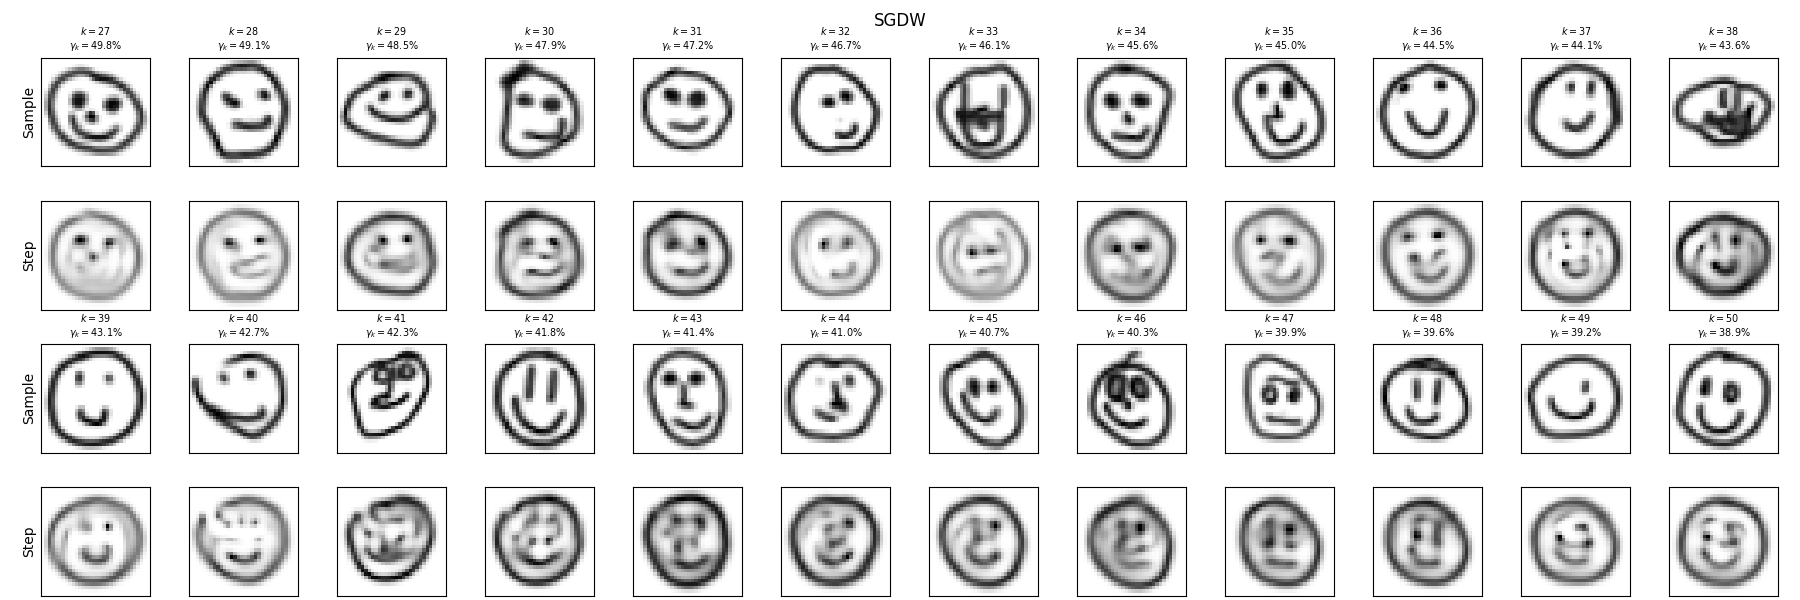 SGDW
k = 27 k = 28 k = 29 k = 30 k = 31 k = 32 k = 33 k = 34 k = 35 k = 36 k = 37 k = 38
γk = 49.8% γk = 49.1% γk = 48.5% γk = 47.9% γk = 47.2% γk = 46.7% γk = 46.1% γk = 45.6% γk = 45.0% γk = 44.5% γk = 44.1% γk = 43.6%
Sample
Step
k = 39 k = 40 k = 41 k = 42 k = 43 k = 44 k = 45 k = 46 k = 47 k = 48 k = 49 k = 50
γk = 43.1% γk = 42.7% γk = 42.3% γk = 41.8% γk = 41.4% γk = 41.0% γk = 40.7% γk = 40.3% γk = 39.9% γk = 39.6% γk = 39.2% γk = 38.9%
Sample
Step